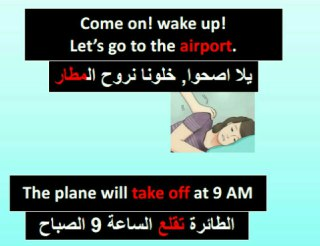 Come on! wake up!
Let's go to the airport.
يلا اصحوا, خلونا نروح المطار
The plane will take off at 9 AM
الطائرة تقلع الساعة 9 الصباح